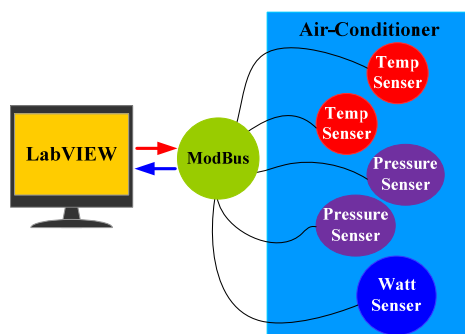 Air-Conditioner
Temp
Senser
Temp
Senser
LabVIEW
ModBus
Pressure
Senser
Pressure
Senser
Watt
Senser